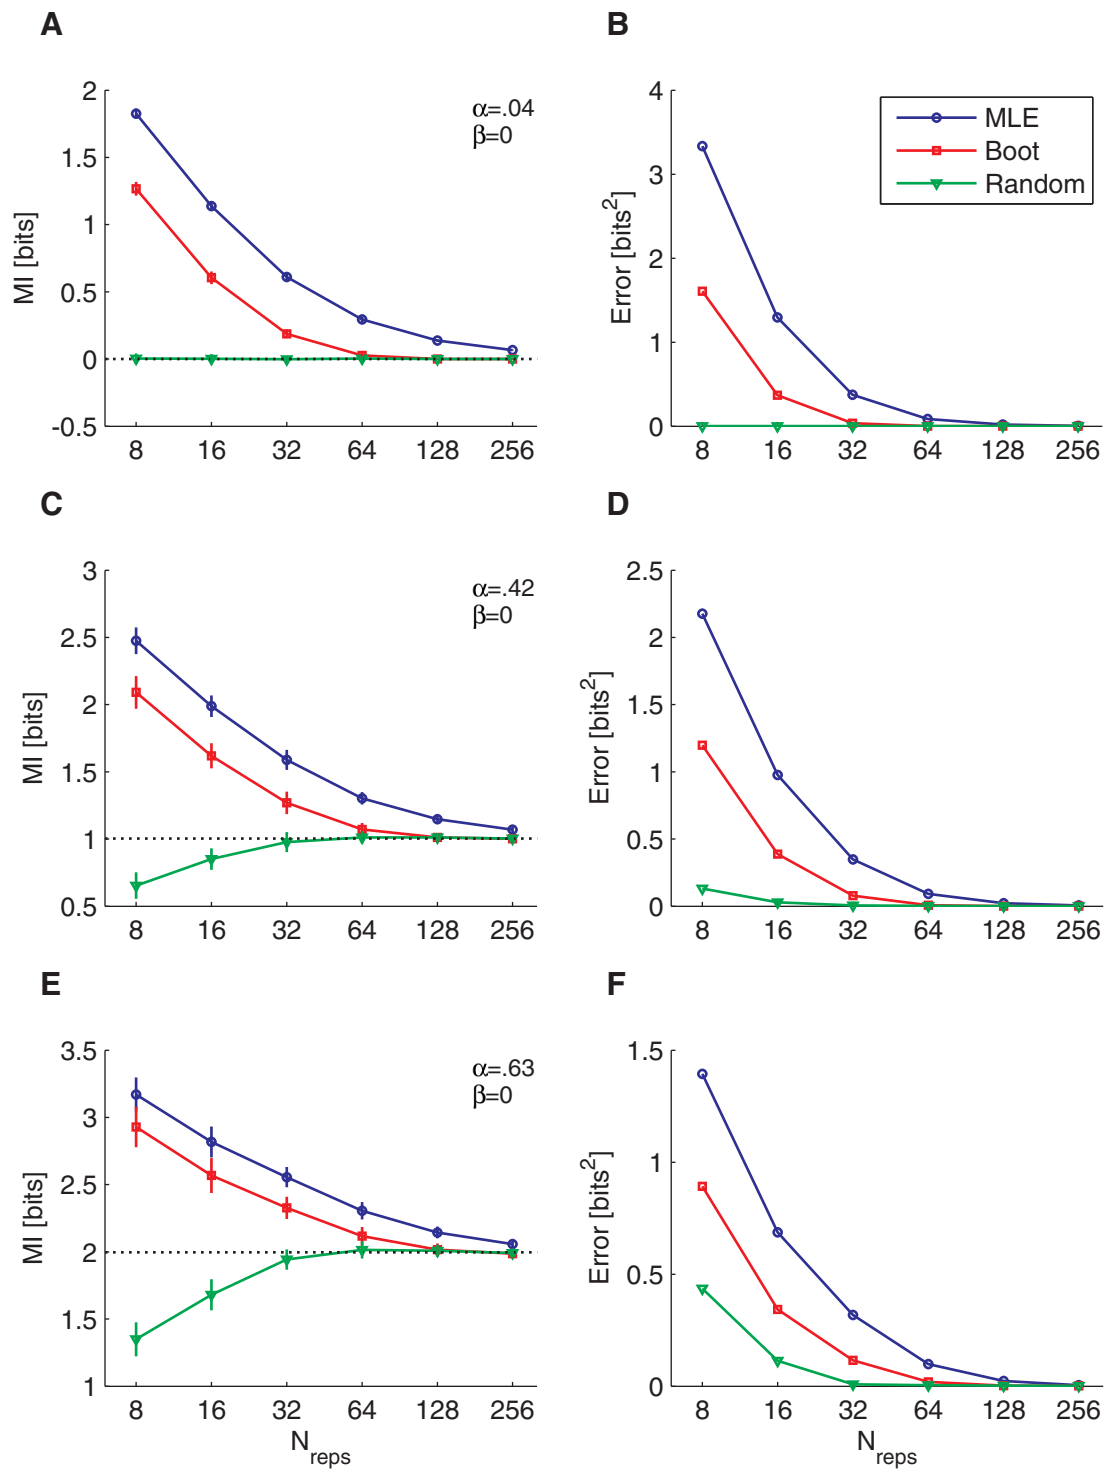 A
B
2
1.5
1
0.5
0
-0.5
MI [bits]
α=.04
β=0
8 16 32 64 128 256
4
3
2
1
0
Error [bits²]
MLE
Boot
Random
8 16 32 64 128 256
C
D
3
2.5
2
1.5
1
0.5
MI [bits]
α=.42
β=0
8 16 32 64 128 256
2.5
2
1.5
1
0.5
0
Error [bits²]
8 16 32 64 128 256
E
F
3.5
3
2.5
2
1.5
1
MI [bits]
α=.63
β=0
8 16 32 64 128 256
N_reps
1.5
1
0.5
0
Error [bits²]
8 16 32 64 128 256
N_reps